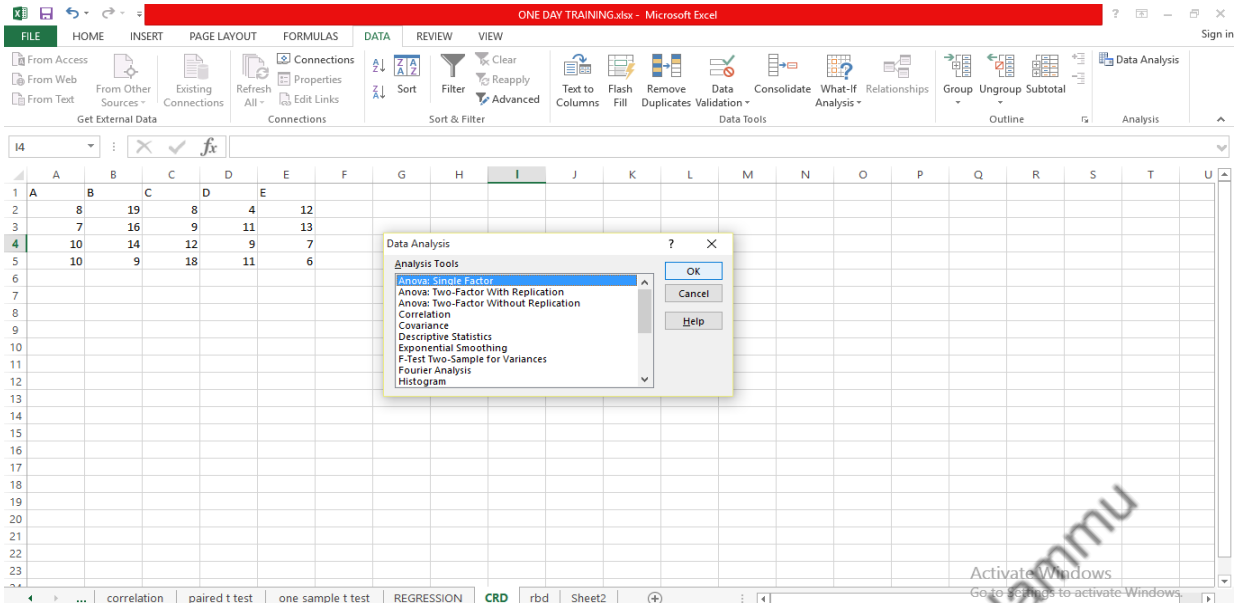 ONE DAY TRAINING.xlsx - Microsoft Excel
FILE HOME INSERT PAGE LAYOUT FORMULAS DATA REVIEW VIEW Sign in
From Access
From Web
From Text
From Other Sources
Existing Connections
Get External Data
Refresh All
Connections
Properties
Edit Links
Connections
Sort
Filter
Clear
Reapply
Advanced
Sort & Filter
Text to Columns
Flash Fill
Remove Duplicates
Data Validation
Consolidate
What-If Analysis
Relationships
Data Tools
Group
Ungroup
Subtotal
Outline
Data Analysis
Analysis
I4 fx
A B C D E F G H I J K L M N O P Q R S T U
1 A B C D E
2 8 19 8 4 12
3 7 16 9 11 13
4 10 14 12 9 7
5 10 9 18 11 6
6
7
8
9
10
11
12
13
14
15
16
17
18
19
20
21
22
23
24
Data Analysis ?
Analysis Tools
Anova: Single Factor
Anova: Two-Factor With Replication
Anova: Two-Factor Without Replication
Correlation
Covariance
Descriptive Statistics
Exponential Smoothing
F-Test Two-Sample for Variances
Fourier Analysis
Histogram
OK
Cancel
Help
Activate Windows
Go to Settings to activate Windows.
... correlation paired t test one sample t test REGRESSION CRD rbd Sheet2